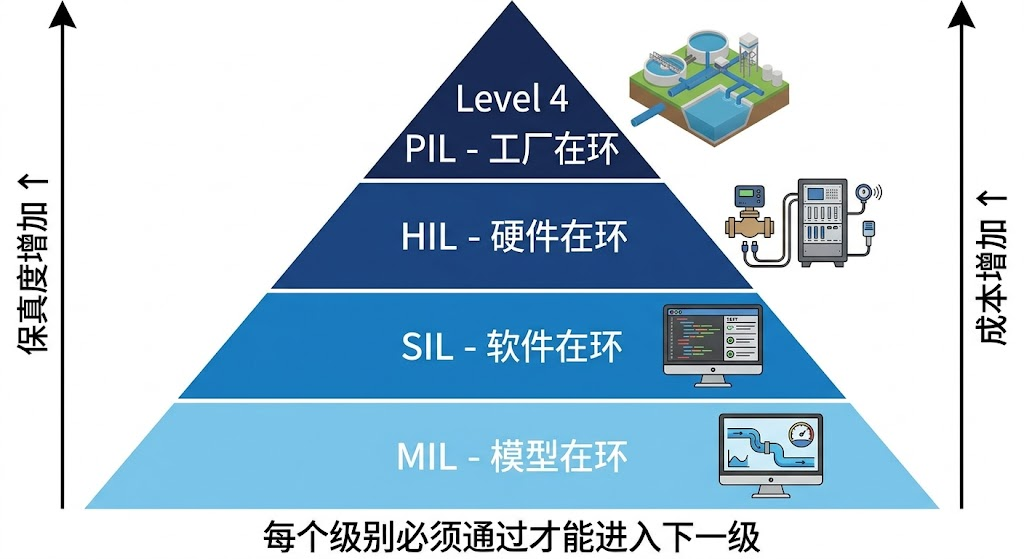 Level 4
PIL - 工厂在环
HIL - 硬件在环
SIL - 软件在环
TEST
MIL - 模型在环
保真度增加 ↑
成本增加 ↑
每个级别必须通过才能进入下一级